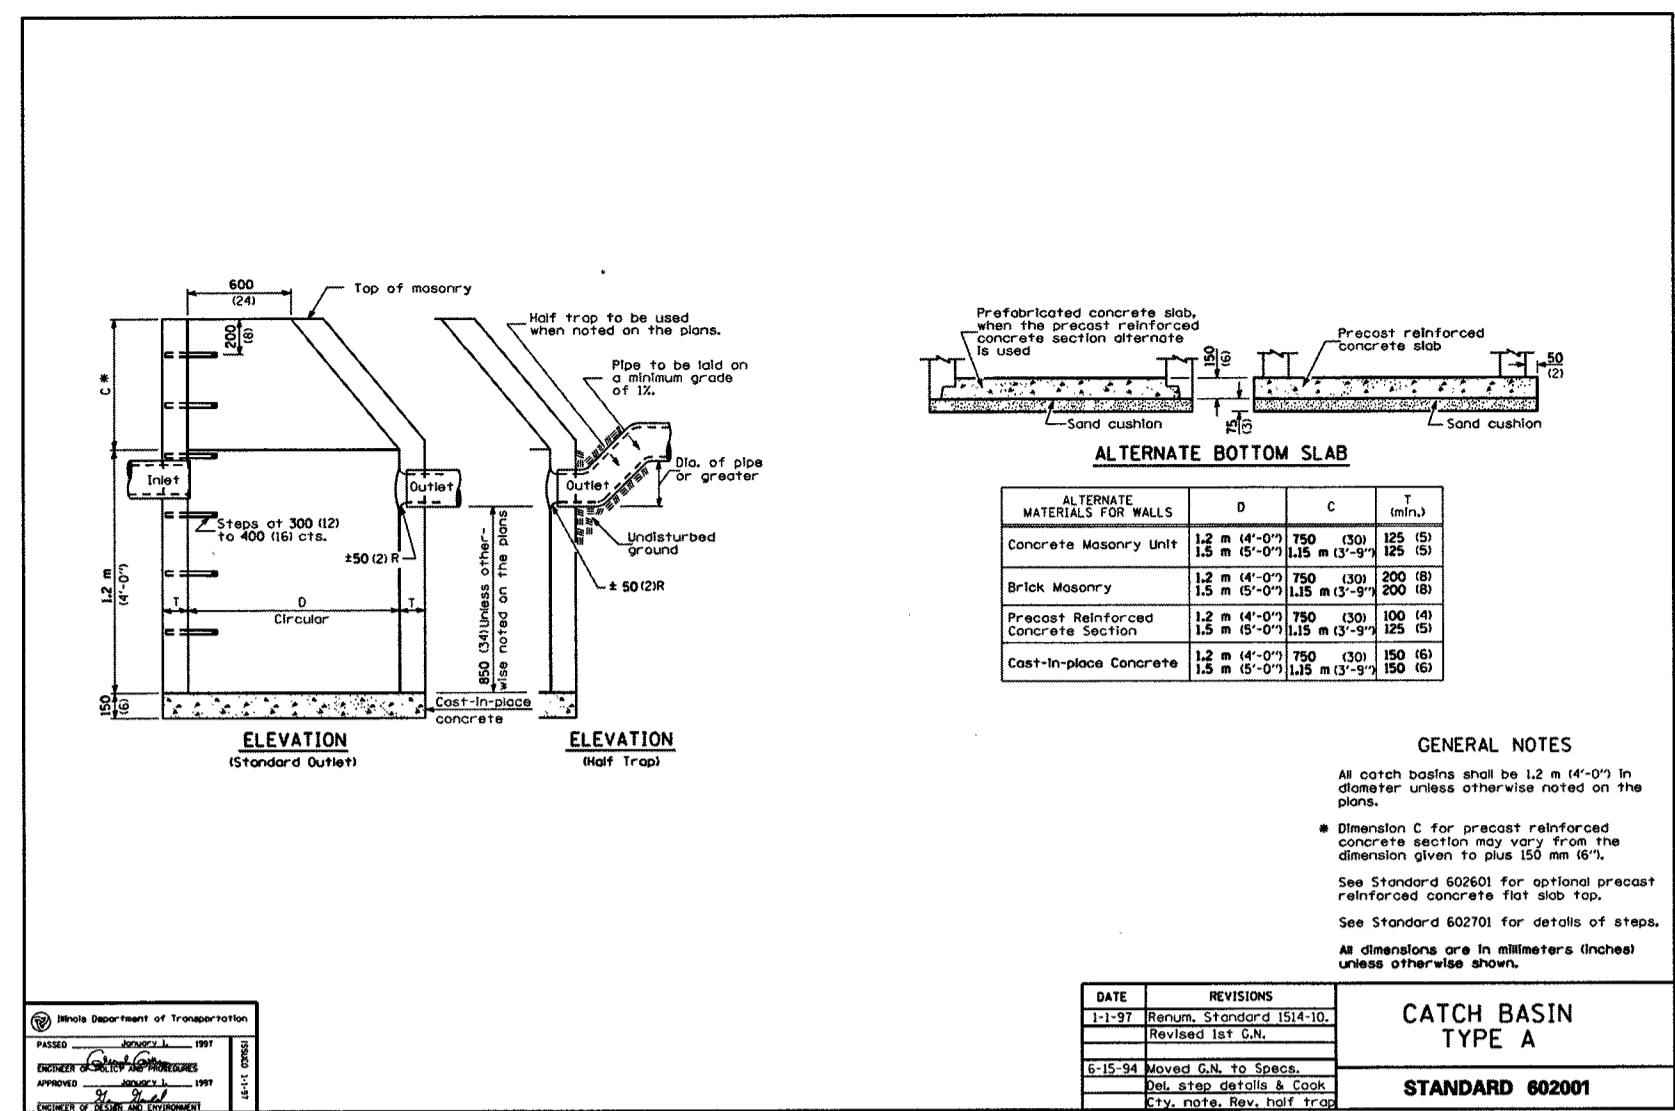 600
(24)
Top of masonry
200
(8)
C *
Half trap to be used
when noted on the plans.
Pipe to be laid on
a minimum grade
of 1%.
Inlet
Outlet
Outlet
Dia. of pipe
or greater
Steps at 300 (12)
to 400 (16) cts.
±50 (2) R
Undisturbed
ground
± 50 (2)R
1.2 m
(4'-0")
T
D
T
Circular
850 (34) Unless other-
wise noted on the plans
150
(6)
Cast-in-place
concrete
ELEVATION
(Standard Outlet)
ELEVATION
(Half Trap)
Prefabricated concrete slab,
when the precast reinforced
concrete section alternate
is used
150
(6)
Precast reinforced
concrete slab
50
(2)
Sand cushion
75
(3)
Sand cushion
ALTERNATE BOTTOM SLAB
ALTERNATE MATERIALS FOR WALLS D C T (min.)
Concrete Masonry Unit 1.2 m (4'-0") 750 (30) 125 (5)
1.5 m (5'-0") 1.15 m (3'-9") 125 (5)
Brick Masonry 1.2 m (4'-0") 750 (30) 200 (8)
1.5 m (5'-0") 1.15 m (3'-9") 200 (8)
Precast Reinforced 1.2 m (4'-0") 750 (30) 100 (4)
Concrete Section 1.5 m (5'-0") 1.15 m (3'-9") 125 (5)
Cast-in-place Concrete 1.2 m (4'-0") 750 (30) 150 (6)
1.5 m (5'-0") 1.15 m (3'-9") 150 (6)
GENERAL NOTES
All catch basins shall be 1.2 m (4'-0") in
diameter unless otherwise noted on the
plans.
* Dimension C for precast reinforced
concrete section may vary from the
dimension given to plus 150 mm (6").
See Standard 602601 for optional precast
reinforced concrete flat slab top.
See Standard 602701 for details of steps.
All dimensions are in millimeters (inches)
unless otherwise shown.
Illinois Department of Transportation
PASSED January 1, 1997
ENGINEER OF POLICY AND PROCEDURES
APPROVED January 1, 1997
ENGINEER OF DESIGN AND ENVIRONMENT
ISSUED 1-1-97
DATE REVISIONS
1-1-97 Renum. Standard 1514-10.
Revised 1st G.N.
6-15-94 Moved G.N. to Specs.
Del. step details & Cook
Cty. note. Rev. half trap
CATCH BASIN
TYPE A
STANDARD 602001